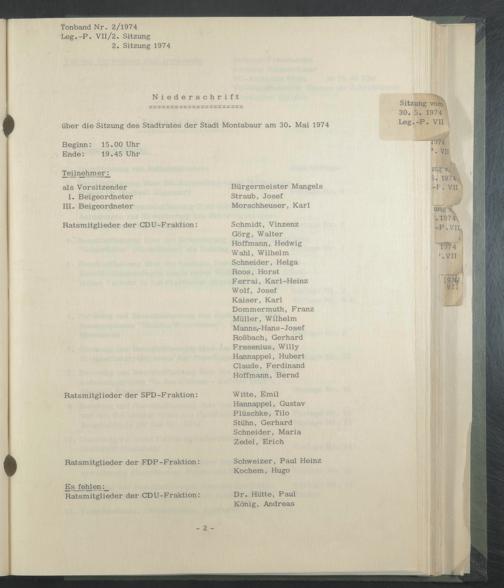 Tonband Nr. 2/1974
Leg.-P. VII/2. Sitzung
2. Sitzung 1974
Niederschrift
über die Sitzung des Stadtrates der Stadt Montabaur am 30. Mai 1974
Beginn: 15.00 Uhr
Ende: 19.45 Uhr
Teilnehmer:
als Vorsitzender Bürgermeister Mangels
I. Beigeordneter Straub, Josef
III. Beigeordneter Morschheuser, Karl
Ratsmitglieder der CDU-Fraktion: Schmidt, Vinzenz
Görg, Walter
Hoffmann, Hedwig
Wahl, Wilhelm
Schneider, Helga
Roos, Horst
Ferrai, Karl-Heinz
Wolf, Josef
Kaiser, Karl
Dommermuth, Franz
Müller, Wilhelm
Manns, Hans-Josef
Roßbach, Gerhard
Fresenius, Willy
Hannappel, Hubert
Claude, Ferdinand
Hoffmann, Bernd
Ratsmitglieder der SPD-Fraktion: Witte, Emil
Hannappel, Gustav
Plüschke, Tilo
Stühn, Gerhard
Schneider, Maria
Zedel, Erich
Ratsmitglieder der FDP-Fraktion: Schweizer, Paul Heinz
Kochem, Hugo
Es fehlen:
Ratsmitglieder der CDU-Fraktion: Dr. Hütte, Paul
König, Andreas
- 2 -
Sitzung vom
30. 5. 1974
Leg.-P. VII